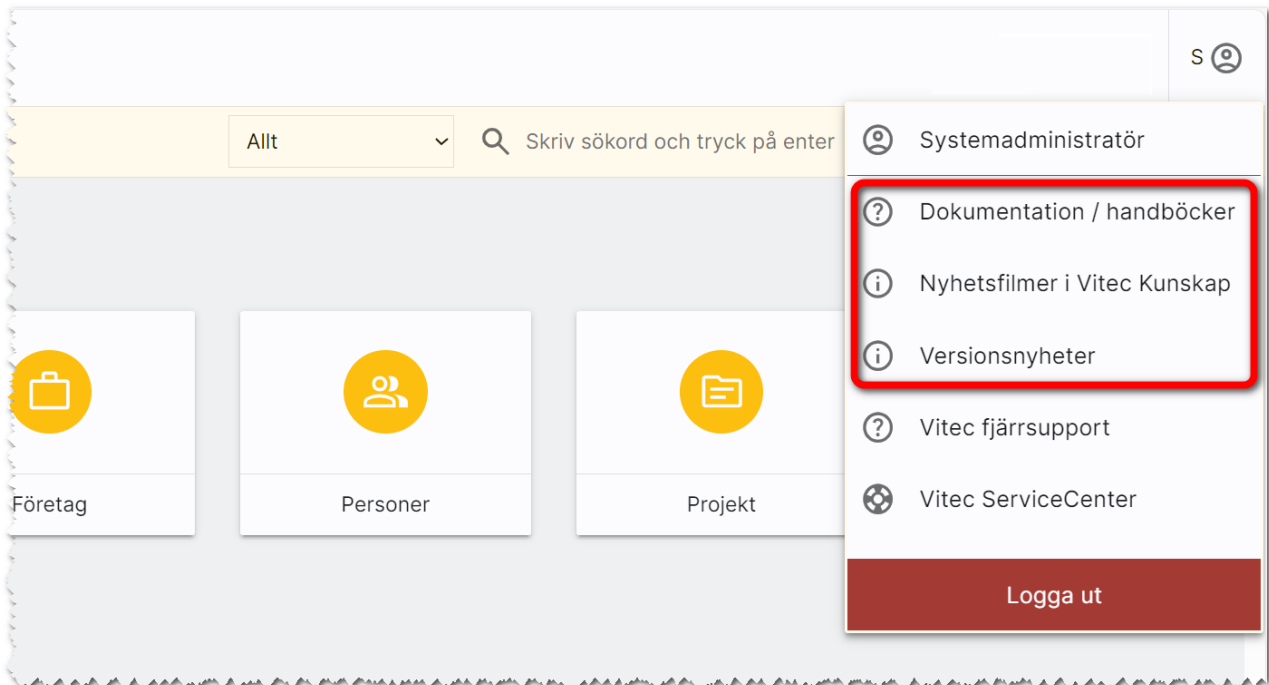 S
Allt
Skriv sökord och tryck på enter
Systemadministratör
Dokumentation / handböcker
Nyhetsfilmer i Vitec Kunskap
Versionsnyheter
Vitec fjärrsupport
Vitec ServiceCenter
Logga ut
Företag
Personer
Projekt